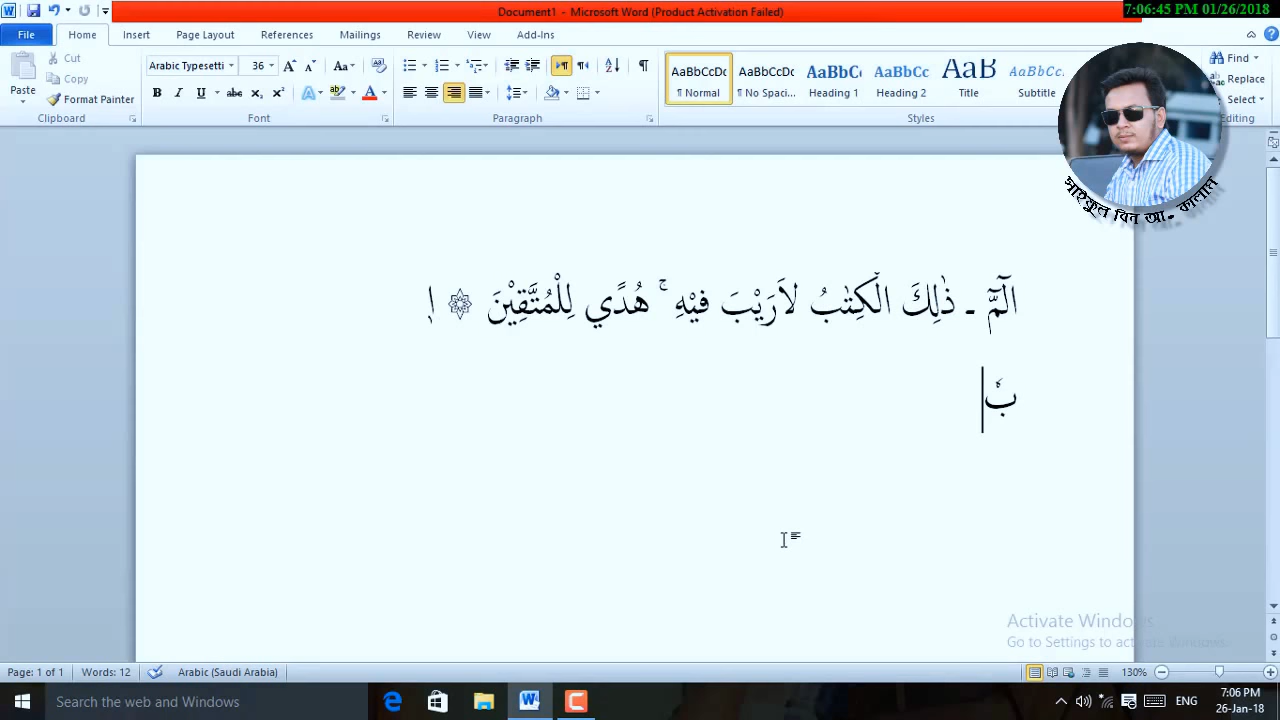 Document1 - Microsoft Word (Product Activation Failed)
7:06:45 PM 01/26/2018
File Home Insert Page Layout References Mailings Review View Add-Ins
Paste
Cut
Copy
Format Painter
Clipboard
Arabic Typesetti 36
Font
Paragraph
AaBbCcDc AaBbCcDc AaBbC AaBbCc AaB AaBbCc
¶ Normal ¶ No Spaci... Heading 1 Heading 2 Title Subtitle
Styles
Find
Replace
Select
Editing
সাইফুল বিন আ. কালাম
الٓمّٓ ـ ذٰلِكَ الْكِتٰبُ لاَرَيْبَ فِيْهِ ۚ هُدًي لِلْمُتَّقِيْنَ ۞
Activate Windows
Go to Settings to activate Windows.
Page: 1 of 1 Words: 12 Arabic (Saudi Arabia) 130%
Search the web and Windows
ENG
7:06 PM
26-Jan-18